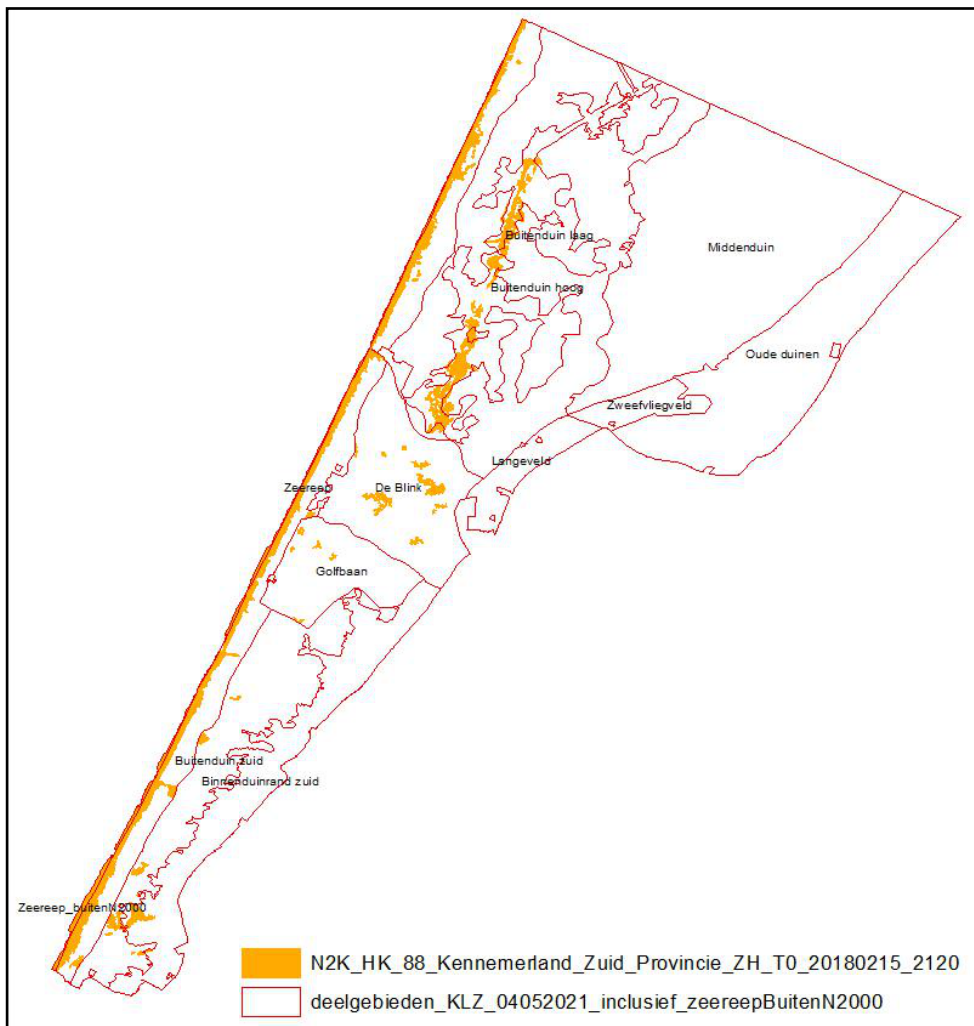 Buitenduin laag
Middenduin
Buitenduin hoog
Oude duinen
Zweefvliegveld
Langeveld
Zeereep
De Blink
Golfbaan
Buitenduin zuid
Binnenduinrand zuid
Zeereep_buitenN2000
N2K_HK_88_Kennemerland_Zuid_Provincie_ZH_T0_20180215_2120
deelgebieden_KLZ_04052021_inclusief_zeereepBuitenN2000